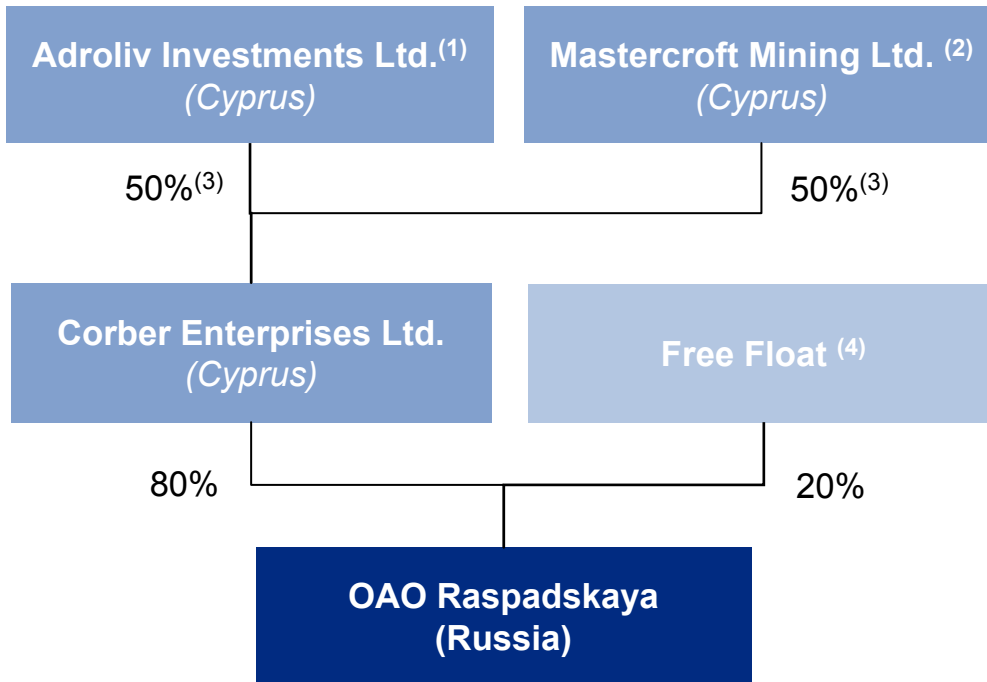 Adroliv Investments Ltd.(1)
(Cyprus)
Mastercroft Mining Ltd. (2)
(Cyprus)
50%(3)
50%(3)
Corber Enterprises Ltd.
(Cyprus)
Free Float (4)
80%
20%
OAO Raspadskaya
(Russia)